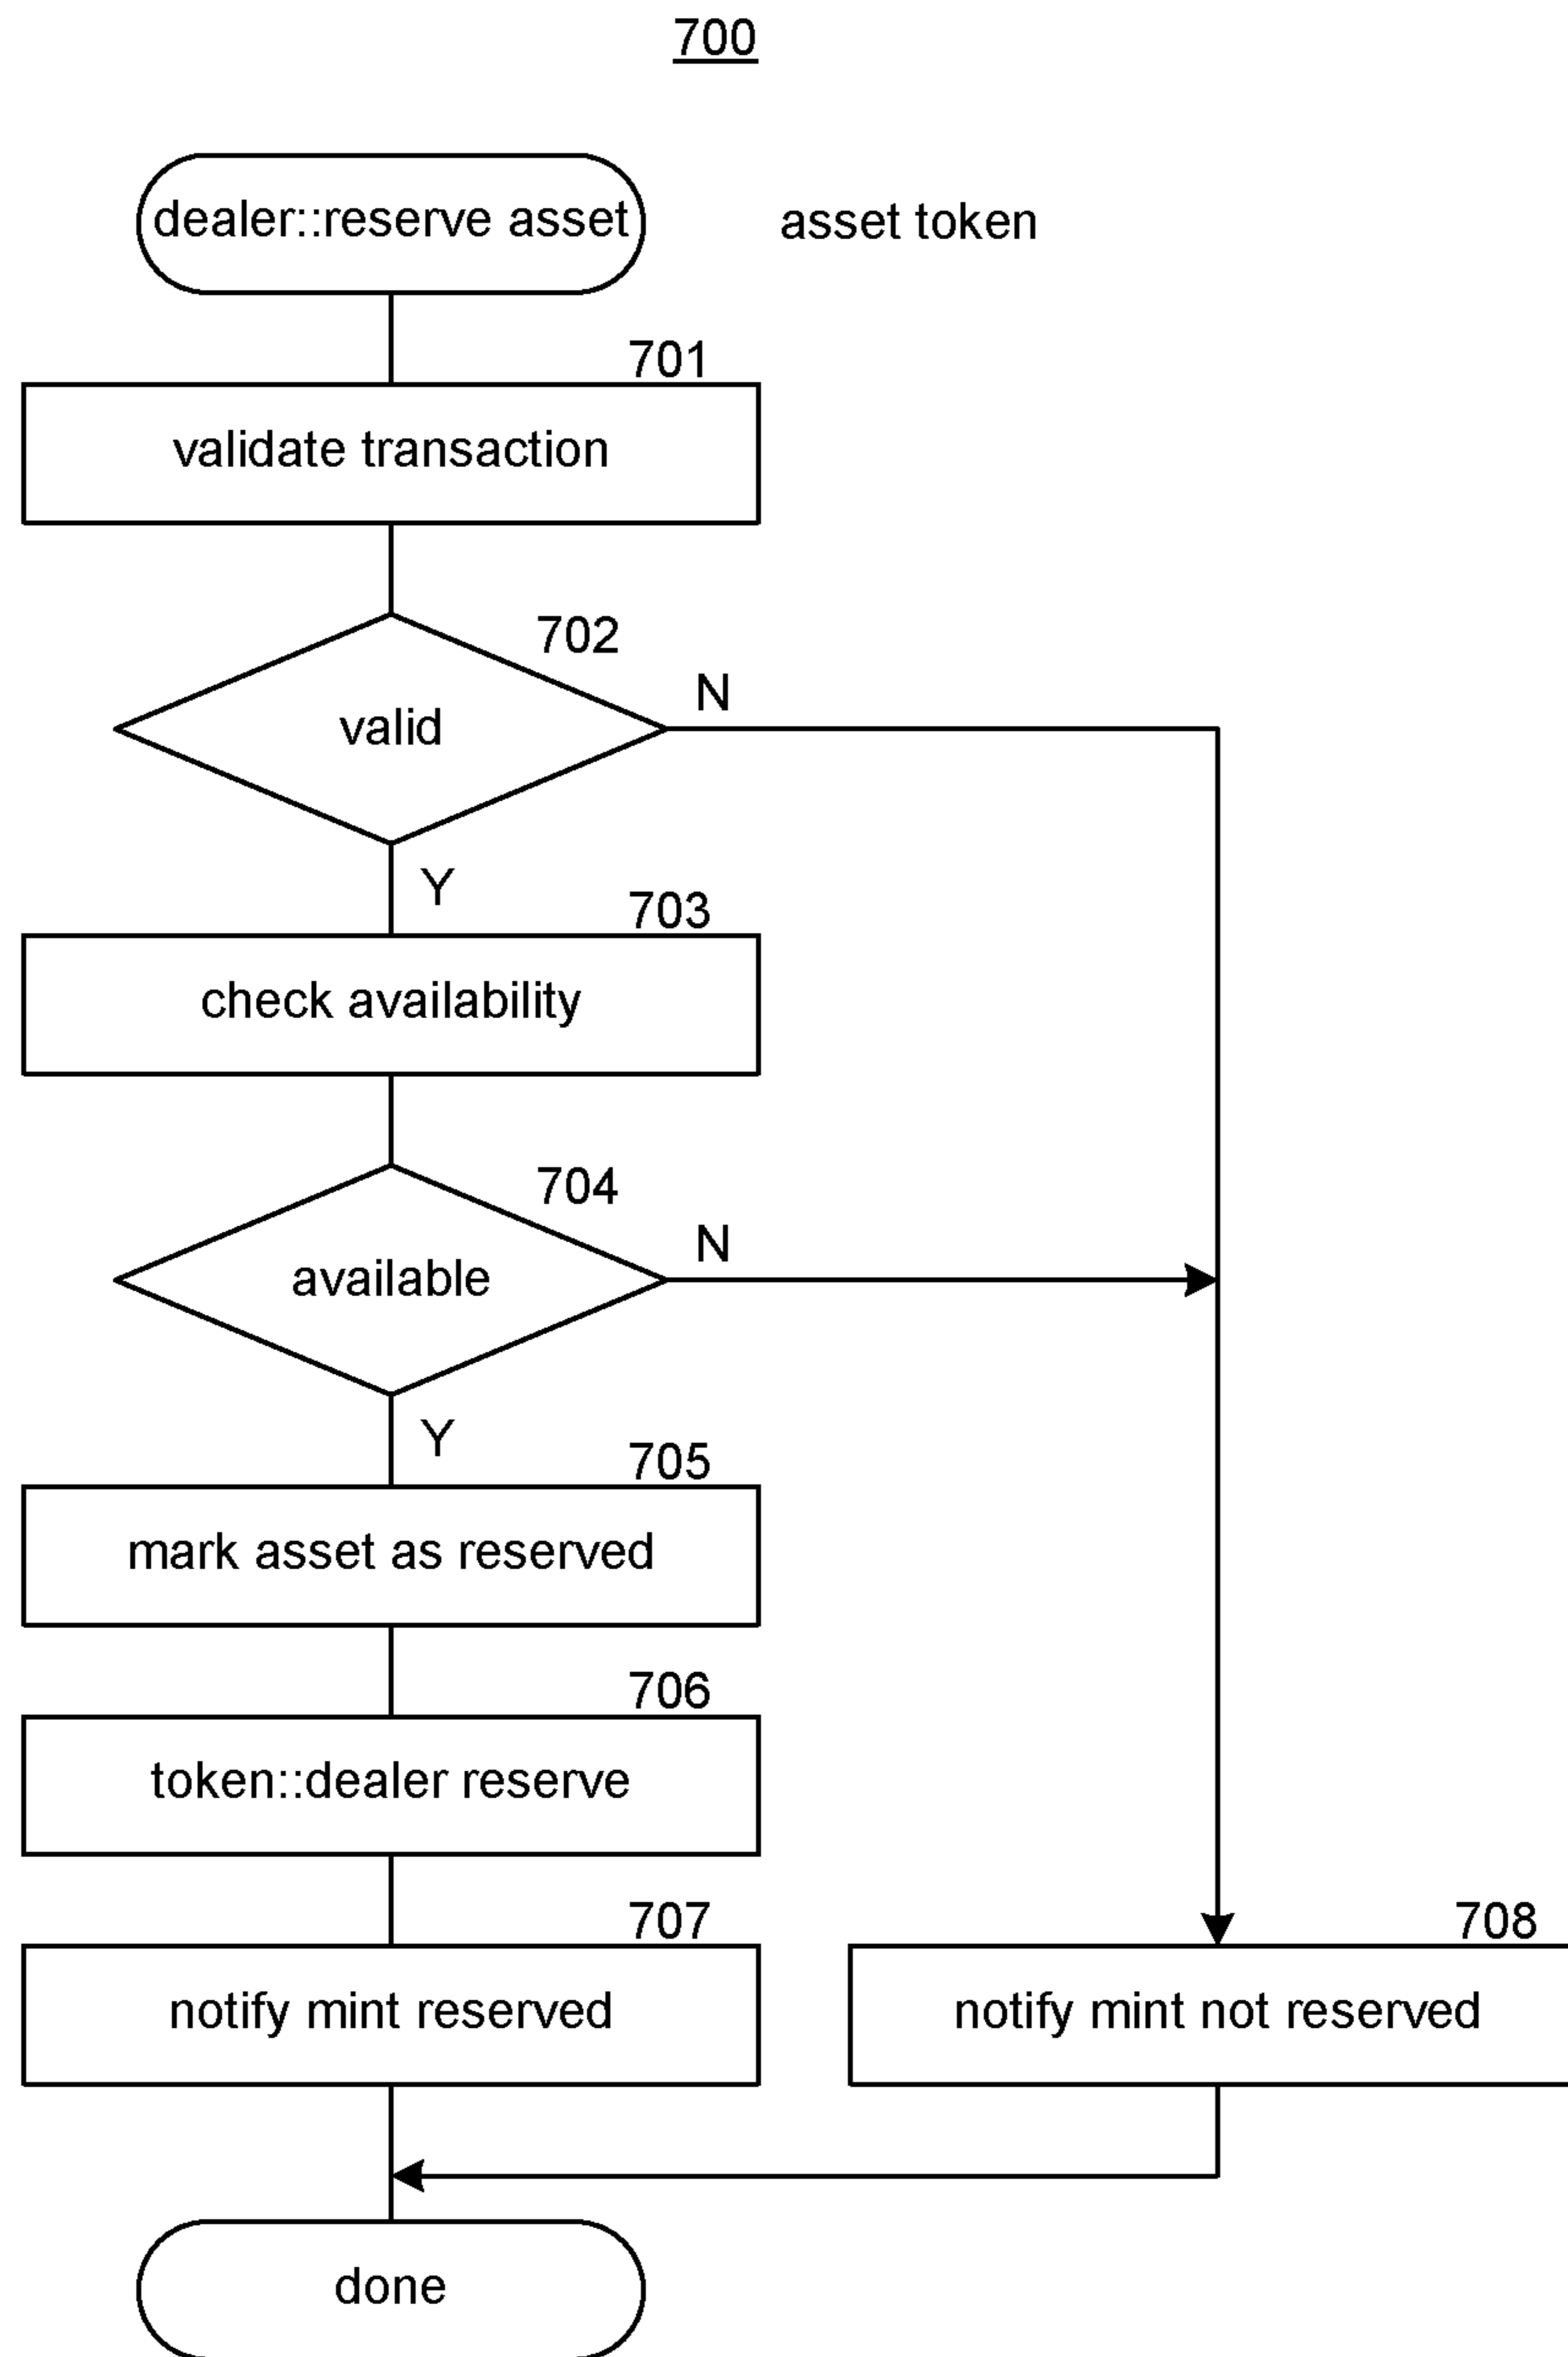 700
dealer::reserve asset
asset token
701
validate transaction
702
valid
N
Y
703
check availability
704
available
N
Y
705
mark asset as reserved
706
token::dealer reserve
707
notify mint reserved
708
notify mint not reserved
done